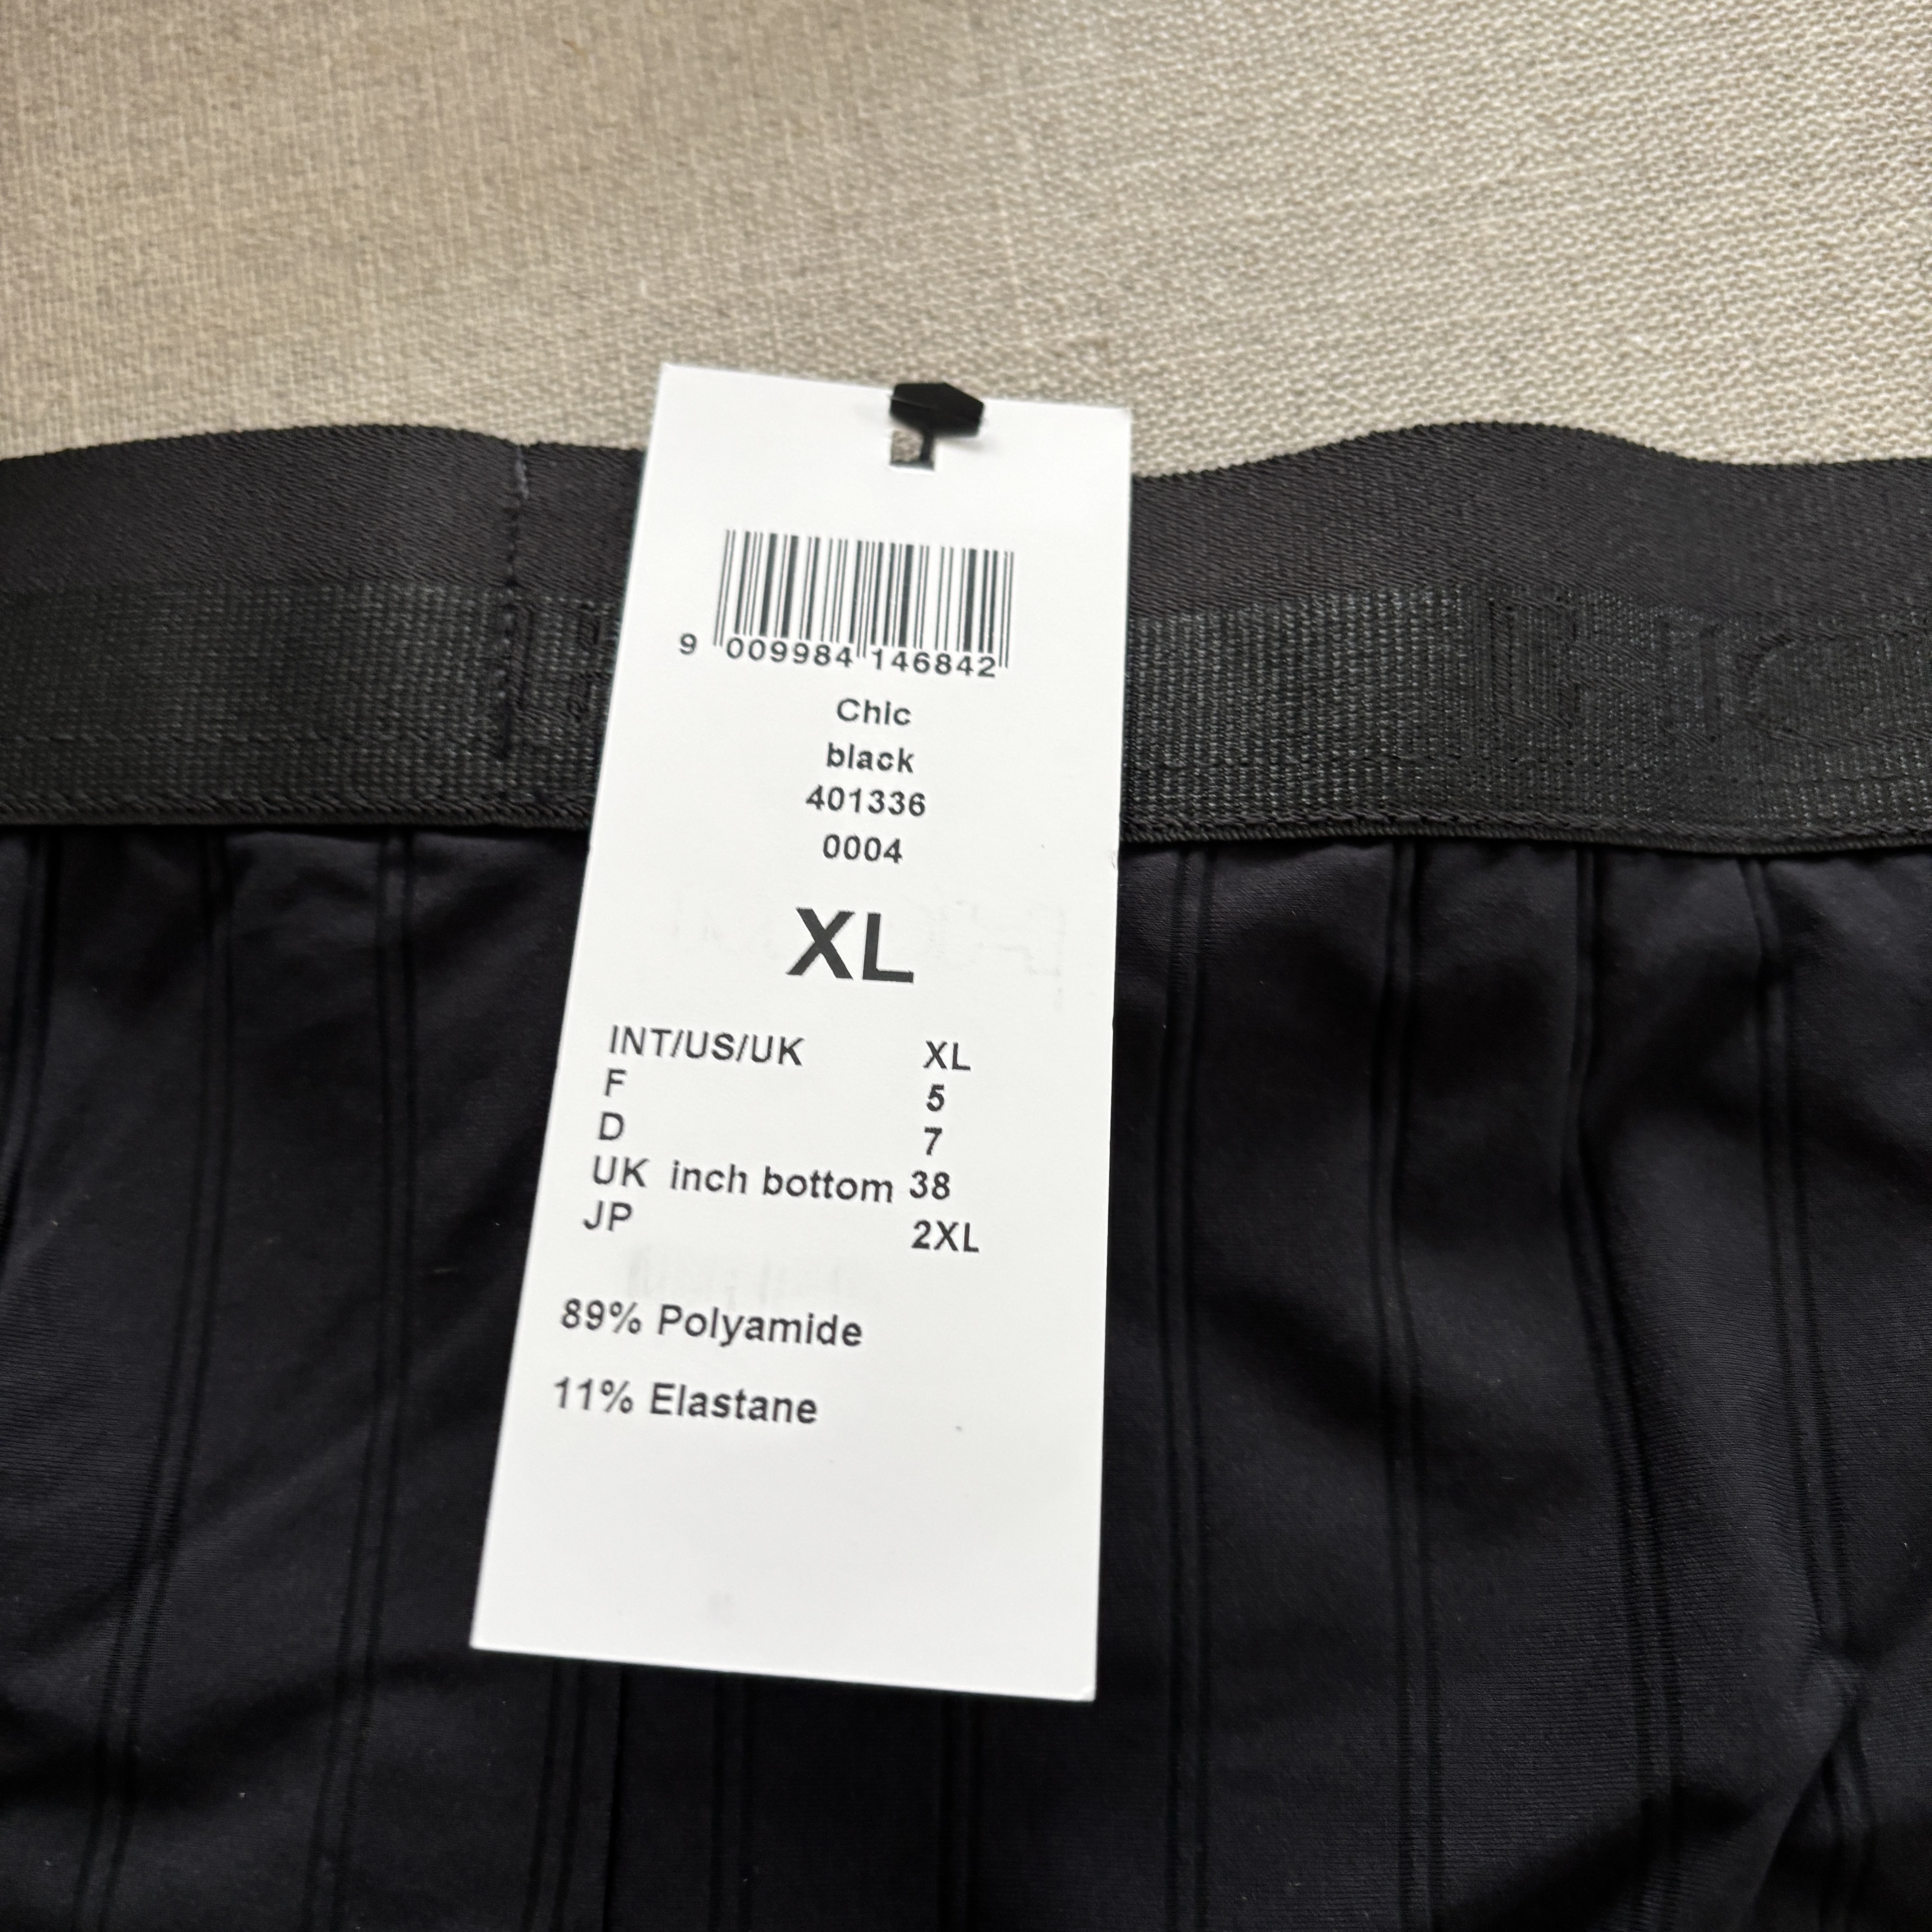 9 009984 146842
Chic
black
401336
0004
XL
INT/US/UK XL
F 5
D 7
UK inch bottom 38
JP 2XL
89% Polyamide
11% Elastane